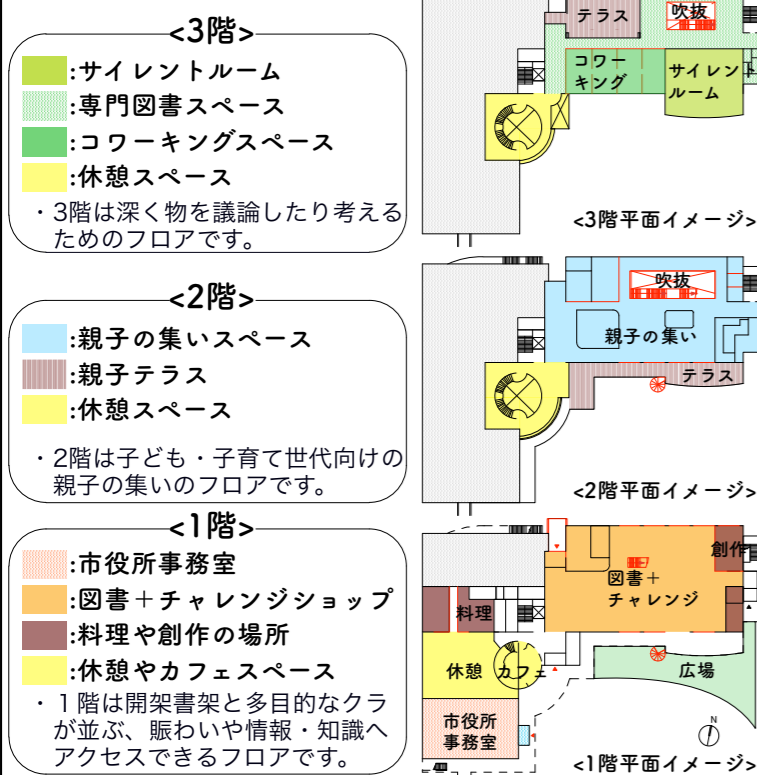 <3階>
:サイレントルーム
:専門図書スペース
:コワーキングスペース
:休憩スペース
・3階は深く物を議論したり考える
ためのフロアです。
テラス
吹抜
コワー
キング
サイレント
ルーム
<3階平面イメージ>
<2階>
:親子の集いスペース
:親子テラス
:休憩スペース
・2階は子ども・子育て世代向けの
親子の集いのフロアです。
吹抜
親子の集い
テラス
<2階平面イメージ>
<1階>
:市役所事務室
:図書＋チャレンジショップ
:料理や創作の場所
:休憩やカフェスペース
・１階は開架書架と多目的なクラ
が並ぶ、賑わいや情報・知識へ
アクセスできるフロアです。
創作
図書＋
チャレンジ
料理
休憩
カフェ
広場
市役所
事務室
N
<1階平面イメージ>